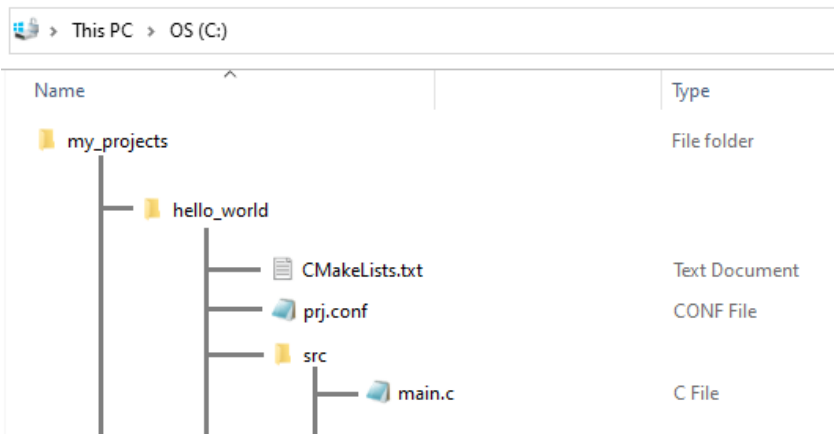 This PC > OS (C:)
Name Type
my_projects File folder
hello_world
CMakeLists.txt Text Document
prj.conf CONF File
src
main.c C File